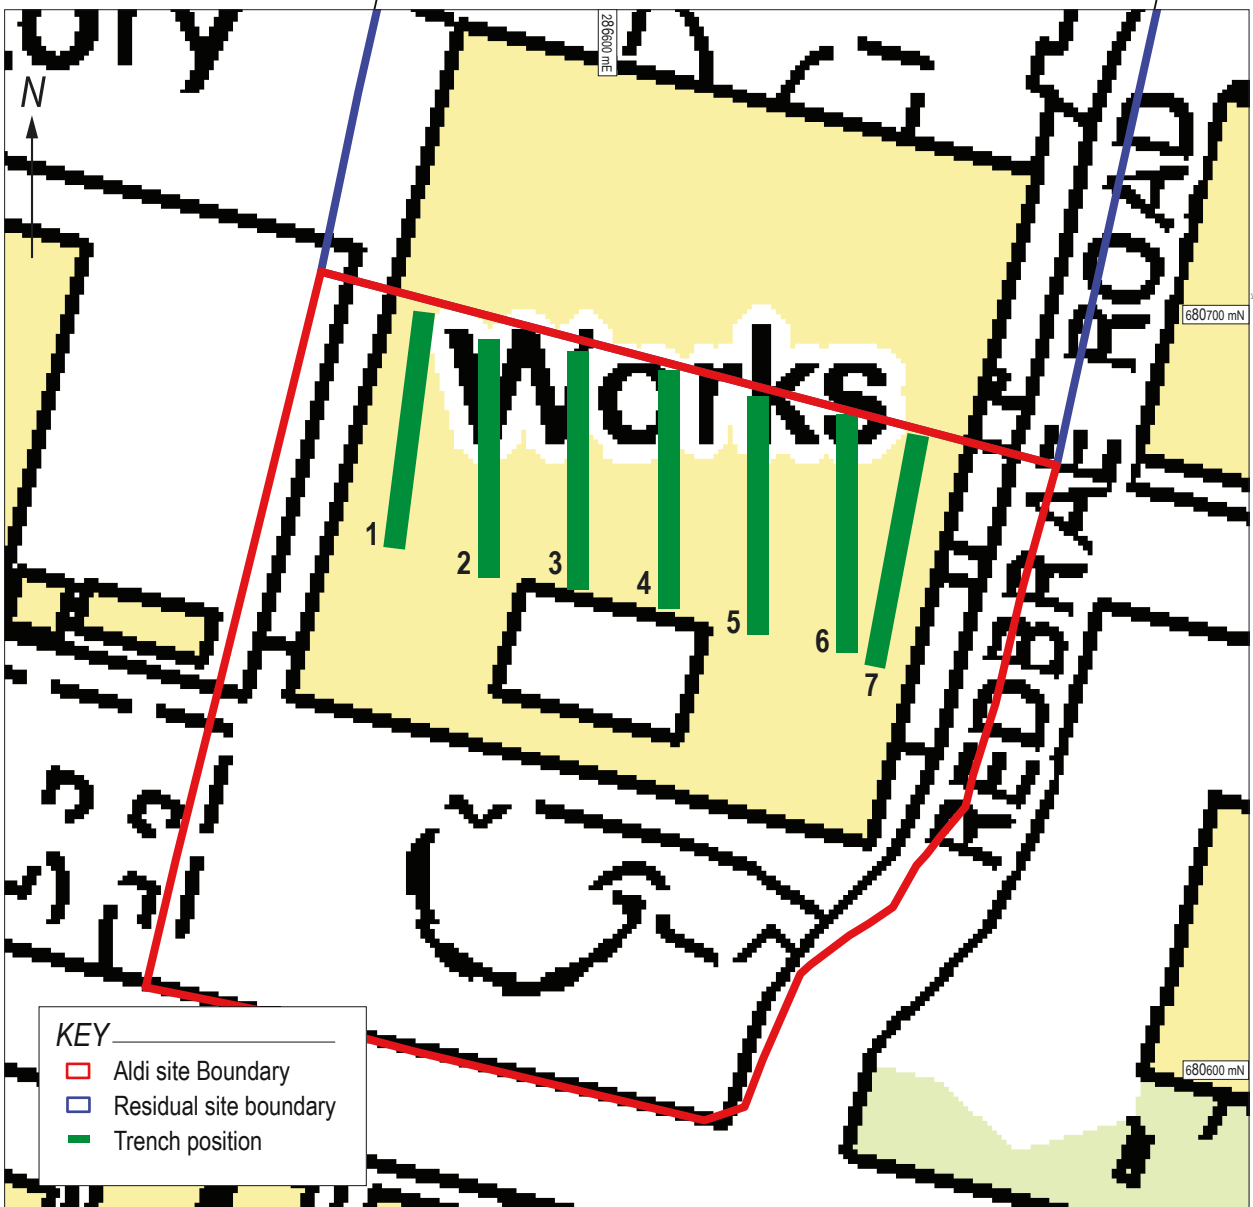 ory
N
286600 mE
ROAD
680700 mN
Works
1
2
3
4
5
6
7
REDBRAE
680600 mN
KEY
Aldi site Boundary
Residual site boundary
Trench position